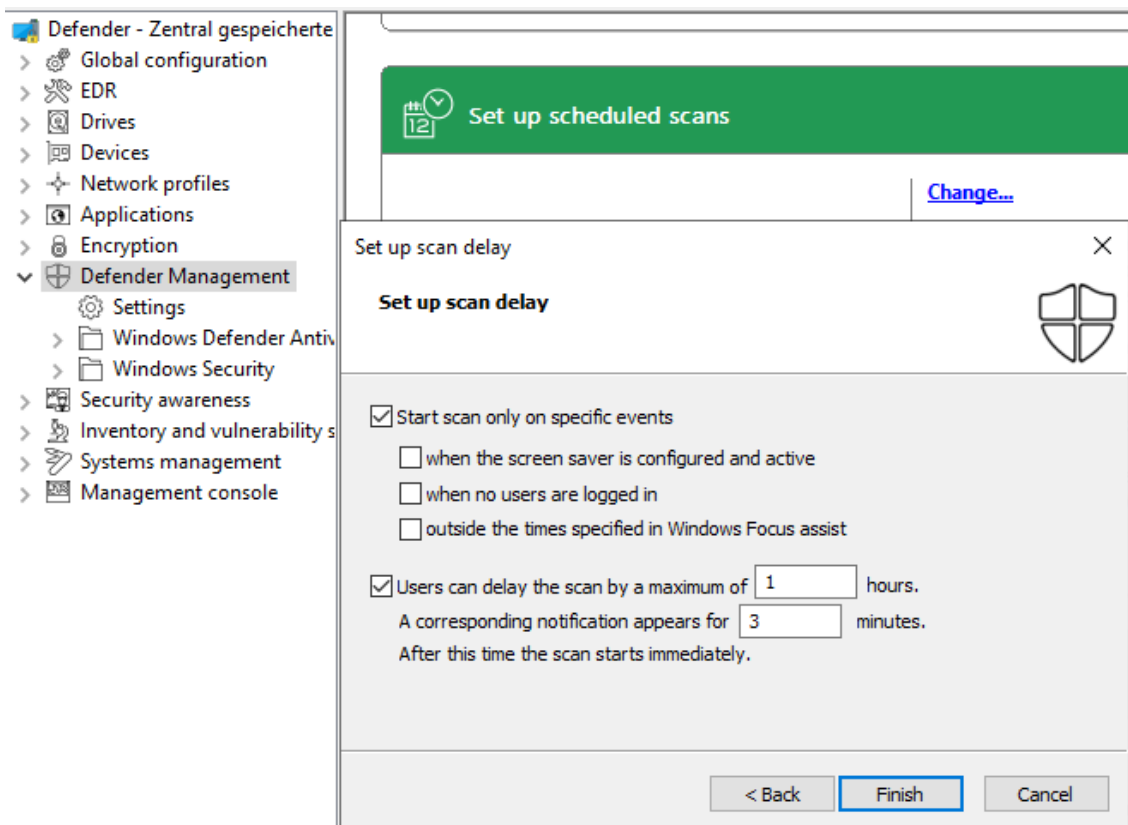 Defender - Zentral gespeicherte
Global configuration
EDR
Drives
Devices
Network profiles
Applications
Encryption
Defender Management
Settings
Windows Defender Antiv
Windows Security
Security awareness
Inventory and vulnerability s
Systems management
Management console
12
Set up scheduled scans
Change...
Set up scan delay
Set up scan delay
Start scan only on specific events
when the screen saver is configured and active
when no users are logged in
outside the times specified in Windows Focus assist
Users can delay the scan by a maximum of 1 hours.
A corresponding notification appears for 3 minutes.
After this time the scan starts immediately.
< Back Finish Cancel